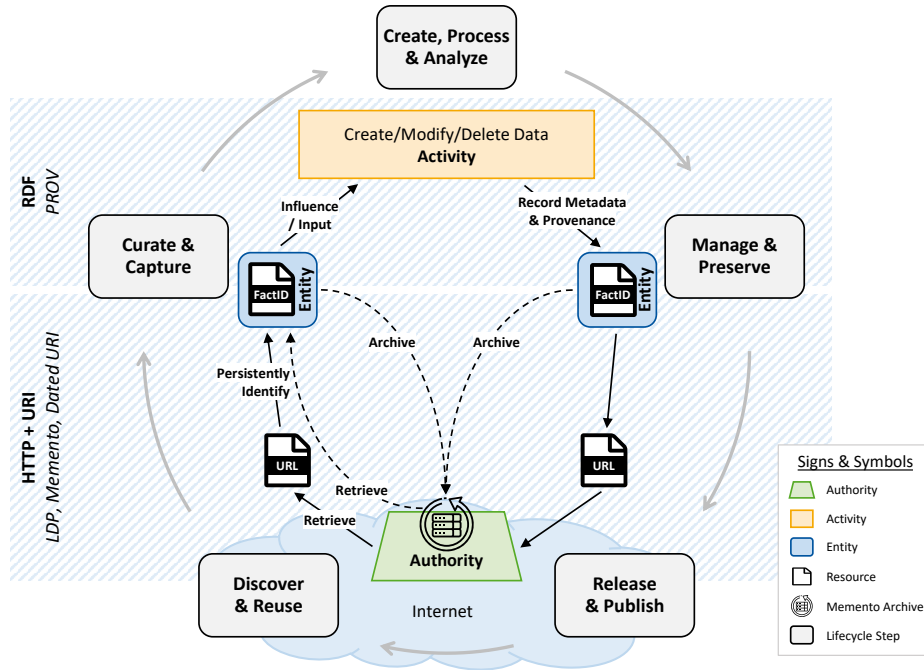 Create, Process
& Analyze
Create/Modify/Delete Data
Activity
RDF
PROV
Influence
/ Input
Record Metadata
& Provenance
Curate &
Capture
FactID
Entity
FactID
Entity
Manage &
Preserve
Archive
Archive
Persistently
Identify
HTTP + URI
LDP, Memento, Dated URI
URL
URL
Retrieve
Retrieve
Authority
Discover
& Reuse
Release
& Publish
Internet
Signs & Symbols
Authority
Activity
Entity
Resource
Memento Archive
Lifecycle Step